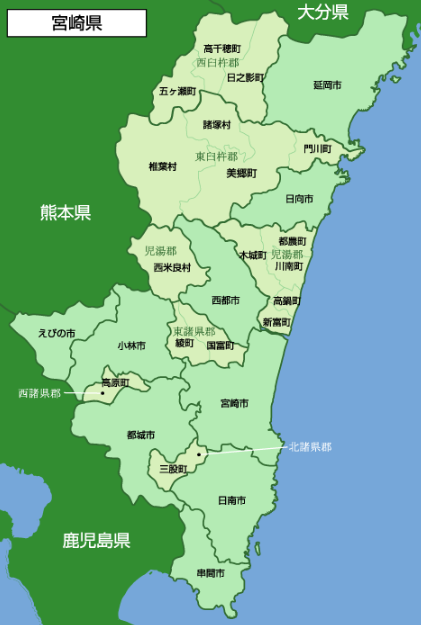 大分県
宮崎県
高千穂町
西臼杵郡
日之影町
延岡市
五ヶ瀬町
諸塚村
門川町
東臼杵郡
椎葉村
美郷町
日向市
熊本県
都農町
児湯郡
木城町
児湯郡
西米良村
川南町
西都市
高鍋町
新富町
えびの市
東諸県郡
小林市
綾町
国富町
高原町
西諸県郡
宮崎市
都城市
北諸県郡
三股町
日南市
鹿児島県
串間市